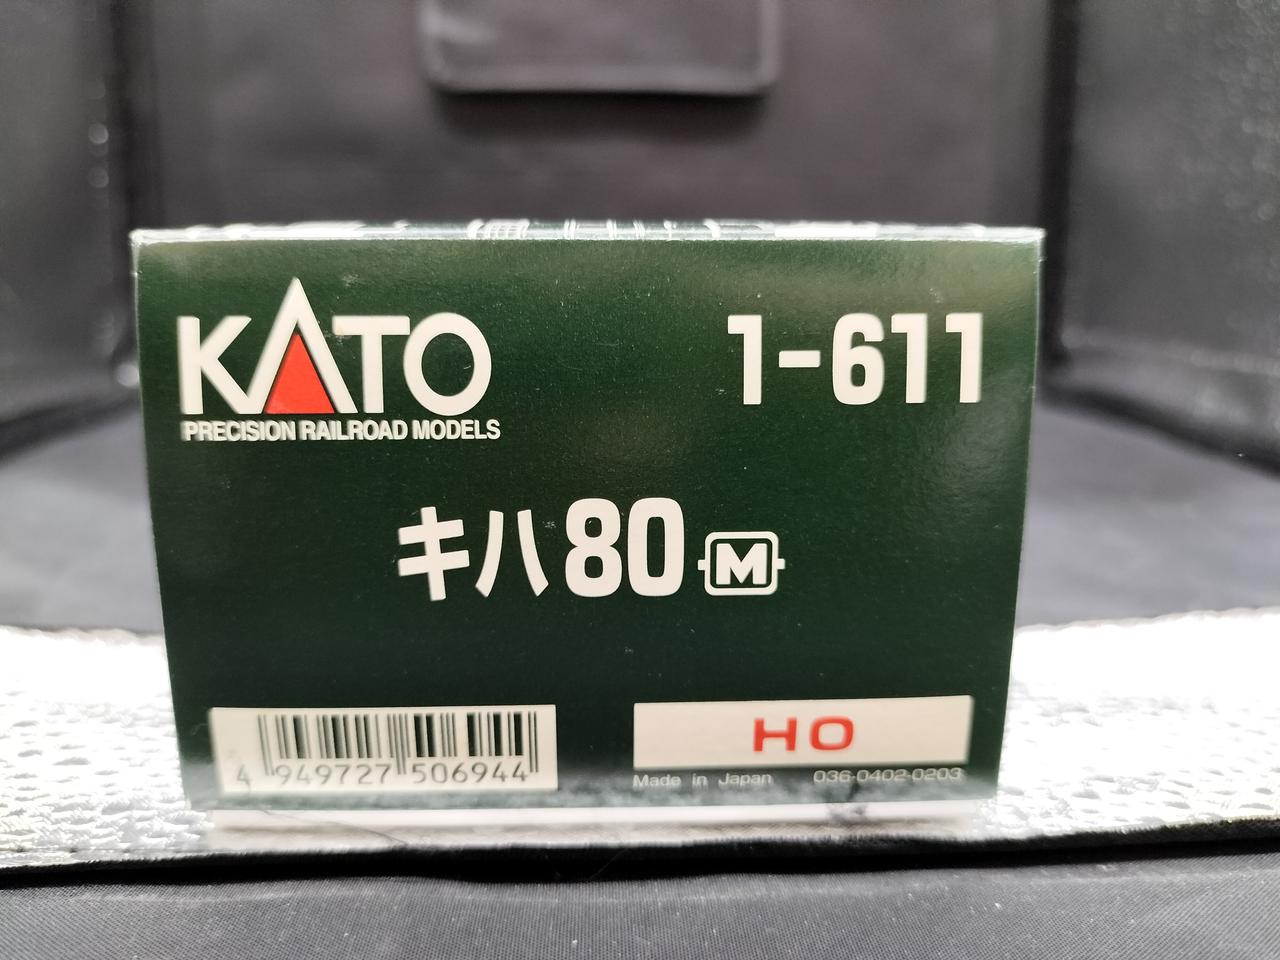 KATO
PRECISION RAILROAD MODELS
1-611
キハ80 M
4 949727 506944
HO
Made in Japan 036-0402-0203